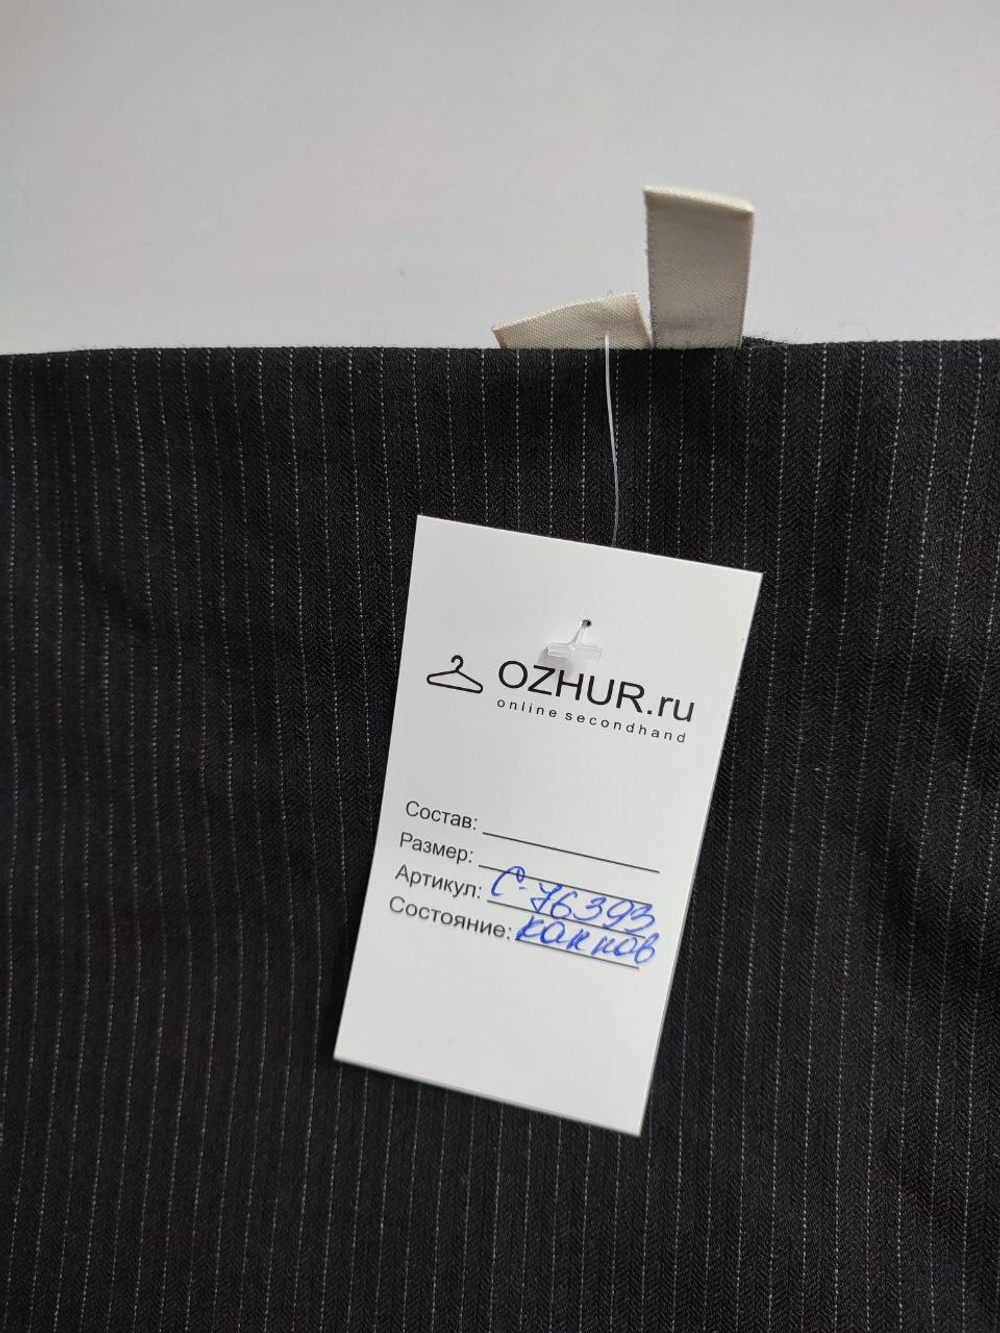 OZHUR.ru
online secondhand
Состав:
Размер:
Артикул: С-76393
Состояние: как нов